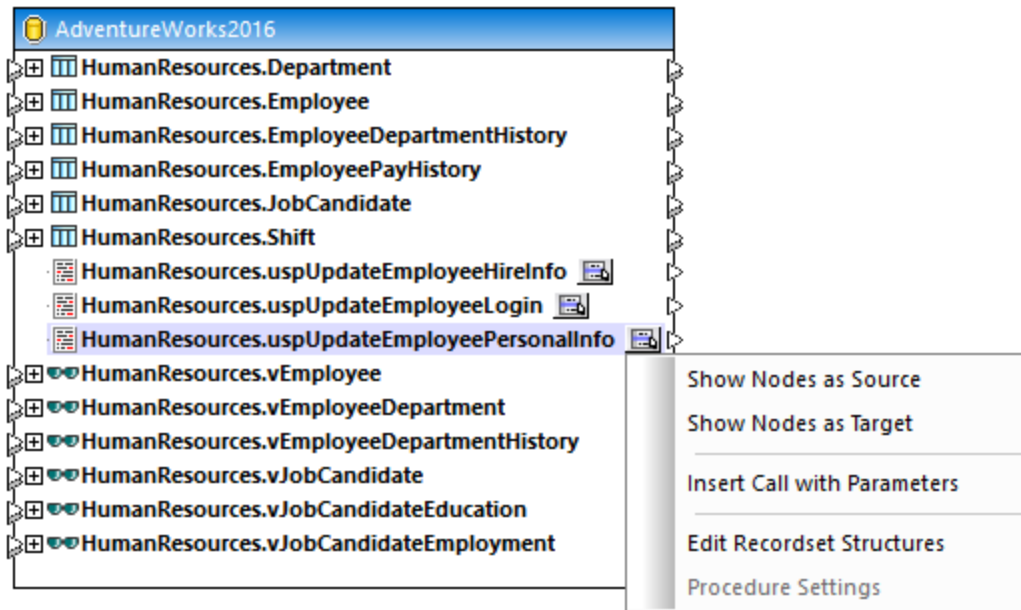 AdventureWorks2016
HumanResources.Department
HumanResources.Employee
HumanResources.EmployeeDepartmentHistory
HumanResources.EmployeePayHistory
HumanResources.JobCandidate
HumanResources.Shift
HumanResources.uspUpdateEmployeeHireInfo
HumanResources.uspUpdateEmployeeLogin
HumanResources.uspUpdateEmployeePersonalInfo
HumanResources.vEmployee
Show Nodes as Source
HumanResources.vEmployeeDepartment
Show Nodes as Target
HumanResources.vEmployeeDepartmentHistory
HumanResources.vJobCandidate
Insert Call with Parameters
HumanResources.vJobCandidateEducation
HumanResources.vJobCandidateEmployment
Edit Recordset Structures
Procedure Settings